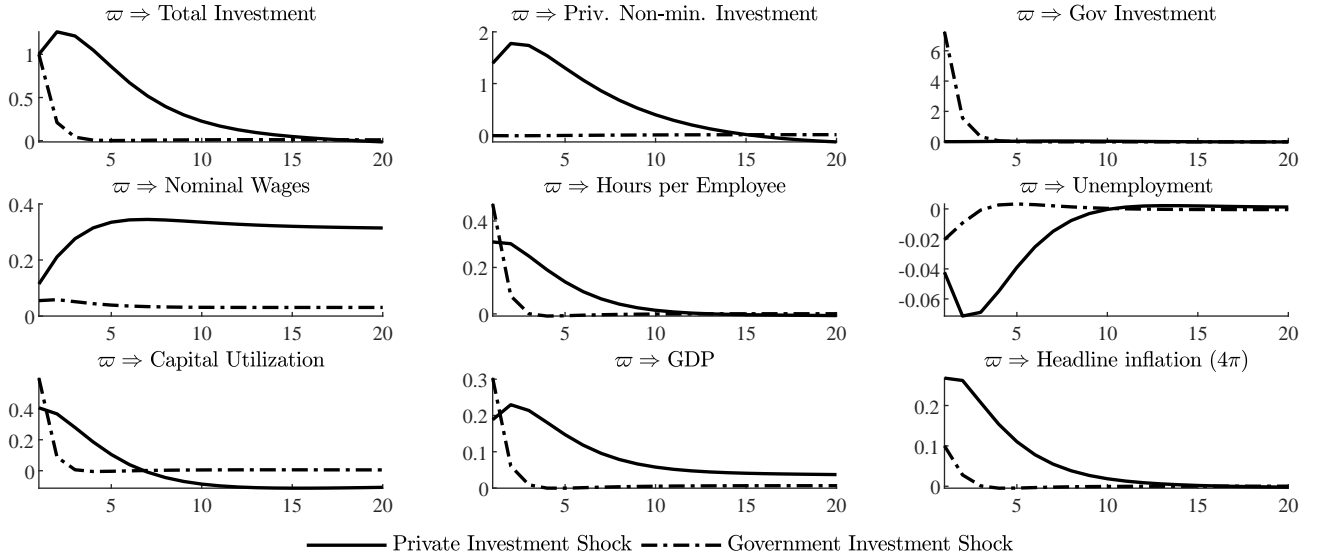 ϖ ⇒ Total Investment
1
0.5
0
5 10 15 20
ϖ ⇒ Priv. Non-min. Investment
2
1
0
5 10 15 20
ϖ ⇒ Gov Investment
6
4
2
0
5 10 15 20
ϖ ⇒ Nominal Wages
0.4
0.2
0
5 10 15 20
ϖ ⇒ Hours per Employee
0.4
0.2
0
5 10 15 20
ϖ ⇒ Unemployment
0
-0.02
-0.04
-0.06
5 10 15 20
ϖ ⇒ Capital Utilization
0.4
0.2
0
5 10 15 20
ϖ ⇒ GDP
0.3
0.2
0.1
0
5 10 15 20
ϖ ⇒ Headline inflation (4π)
0.2
0.1
0
5 10 15 20
Private Investment Shock Government Investment Shock